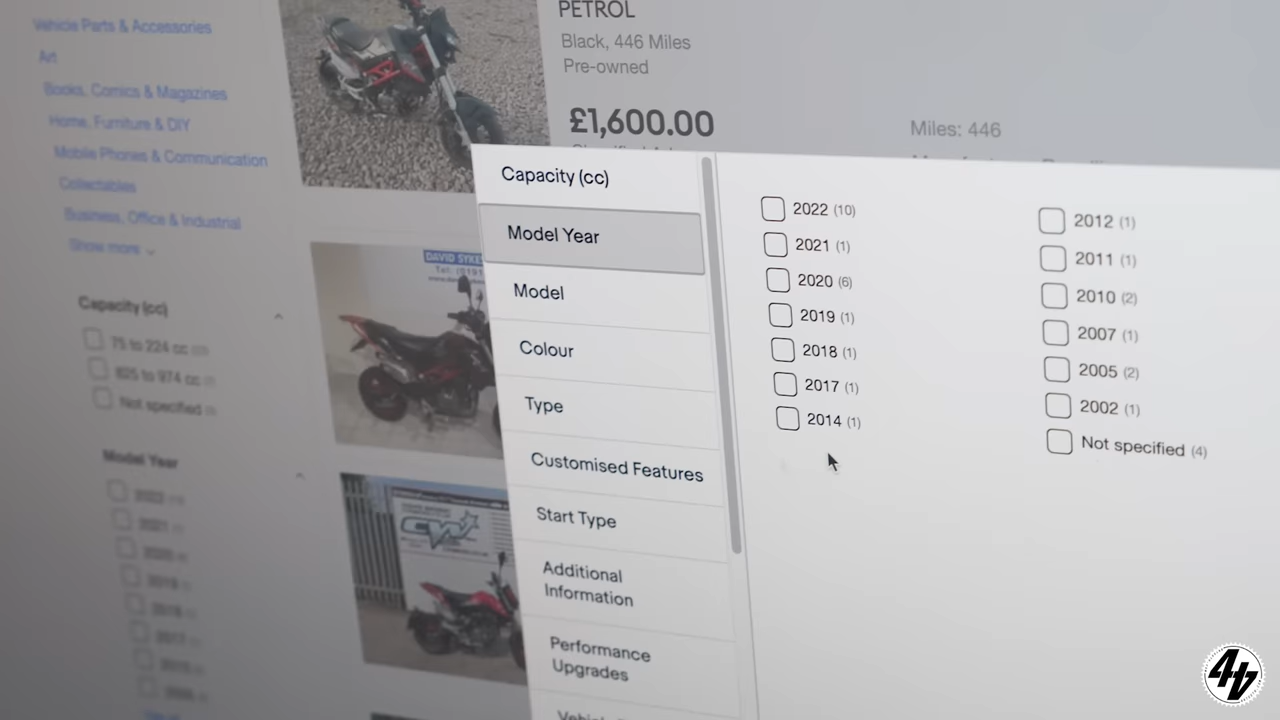 Vehicle Parts & Accessories
Art
Books, Comics & Magazines
Home, Furniture & DIY
Mobile Phones & Communication
Collectables
Business, Office & Industrial
Show more
Capacity (cc)
75 to 224 cc
Not specified
Model Year
PETROL
Black, 446 Miles
Pre-owned
£1,600.00
Miles: 446
DAVID SYKES
Capacity (cc)
Model Year
Model
Colour
Type
Customised Features
Start Type
Additional
Information
Performance
Upgrades
2022 (10)
2021 (1)
2020 (6)
2019 (1)
2018 (1)
2017 (1)
2014 (1)
2012 (1)
2011 (1)
2010 (2)
2007 (1)
2005 (2)
2002 (1)
Not specified (4)